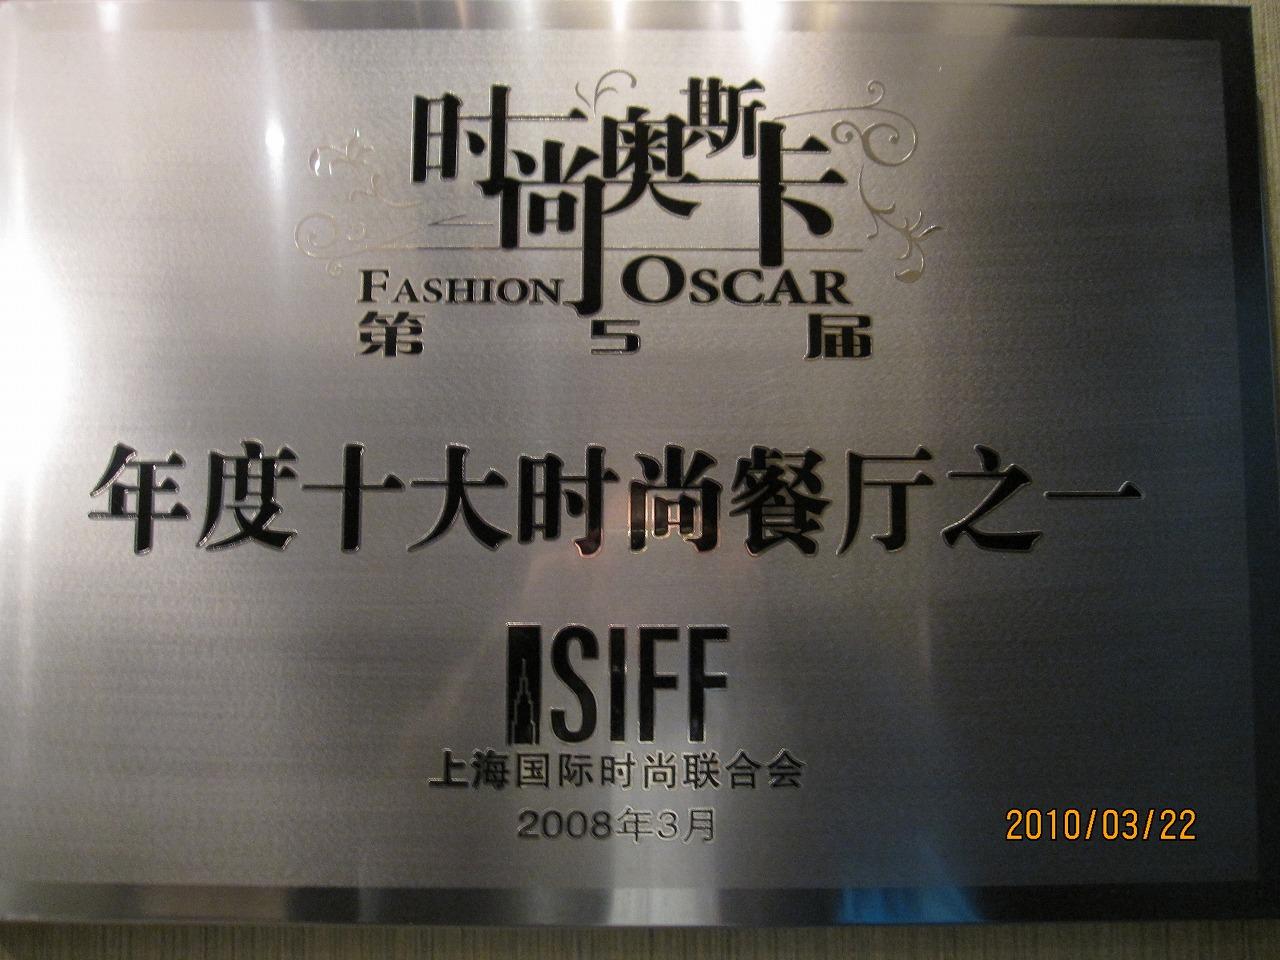 时尚奥斯卡
FASHION OSCAR
第5届
年度十大时尚餐厅之一
SIFF
上海国际时尚联合会
2008年3月
2010/03/22